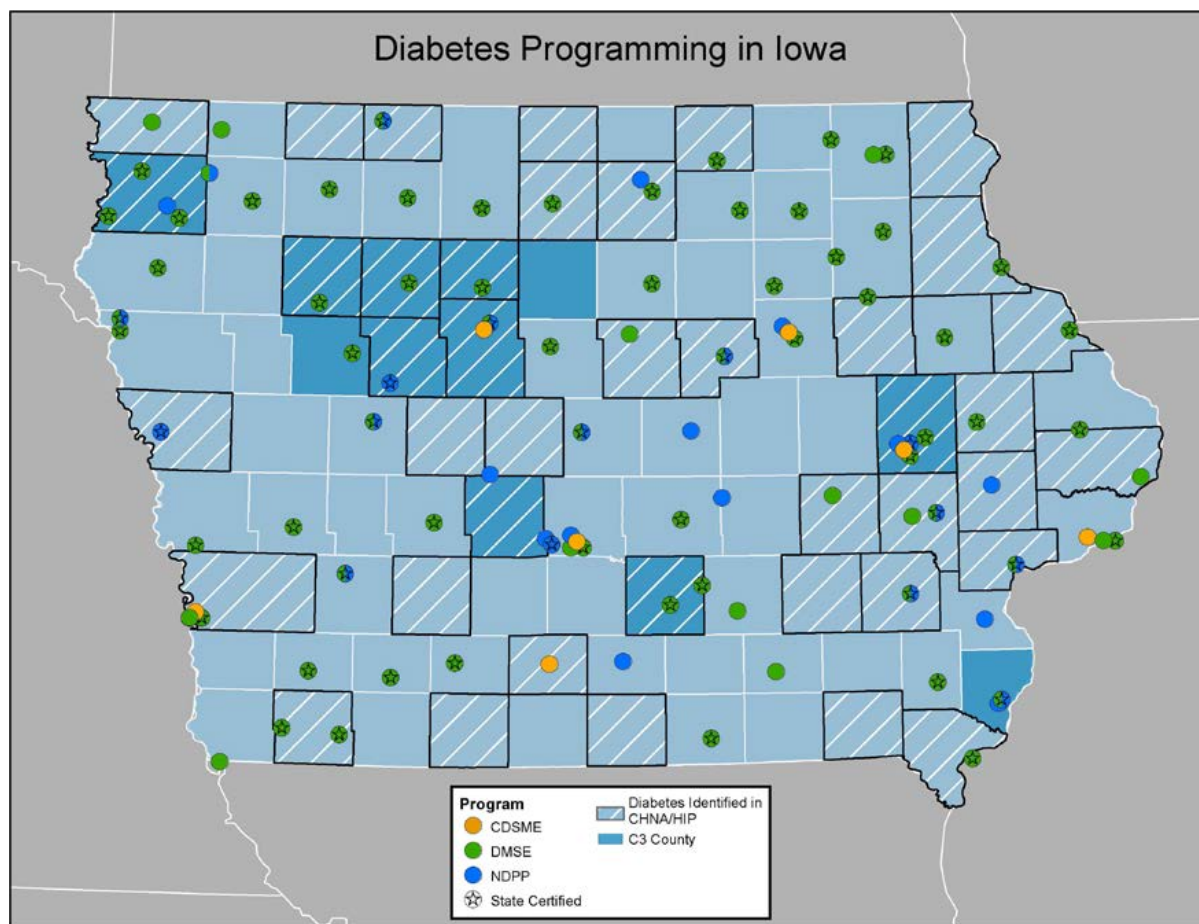 Diabetes Programming in Iowa
Program
CDSME
DMSE
NDPP
State Certified
Diabetes Identified in
CHNA/HIP
C3 County